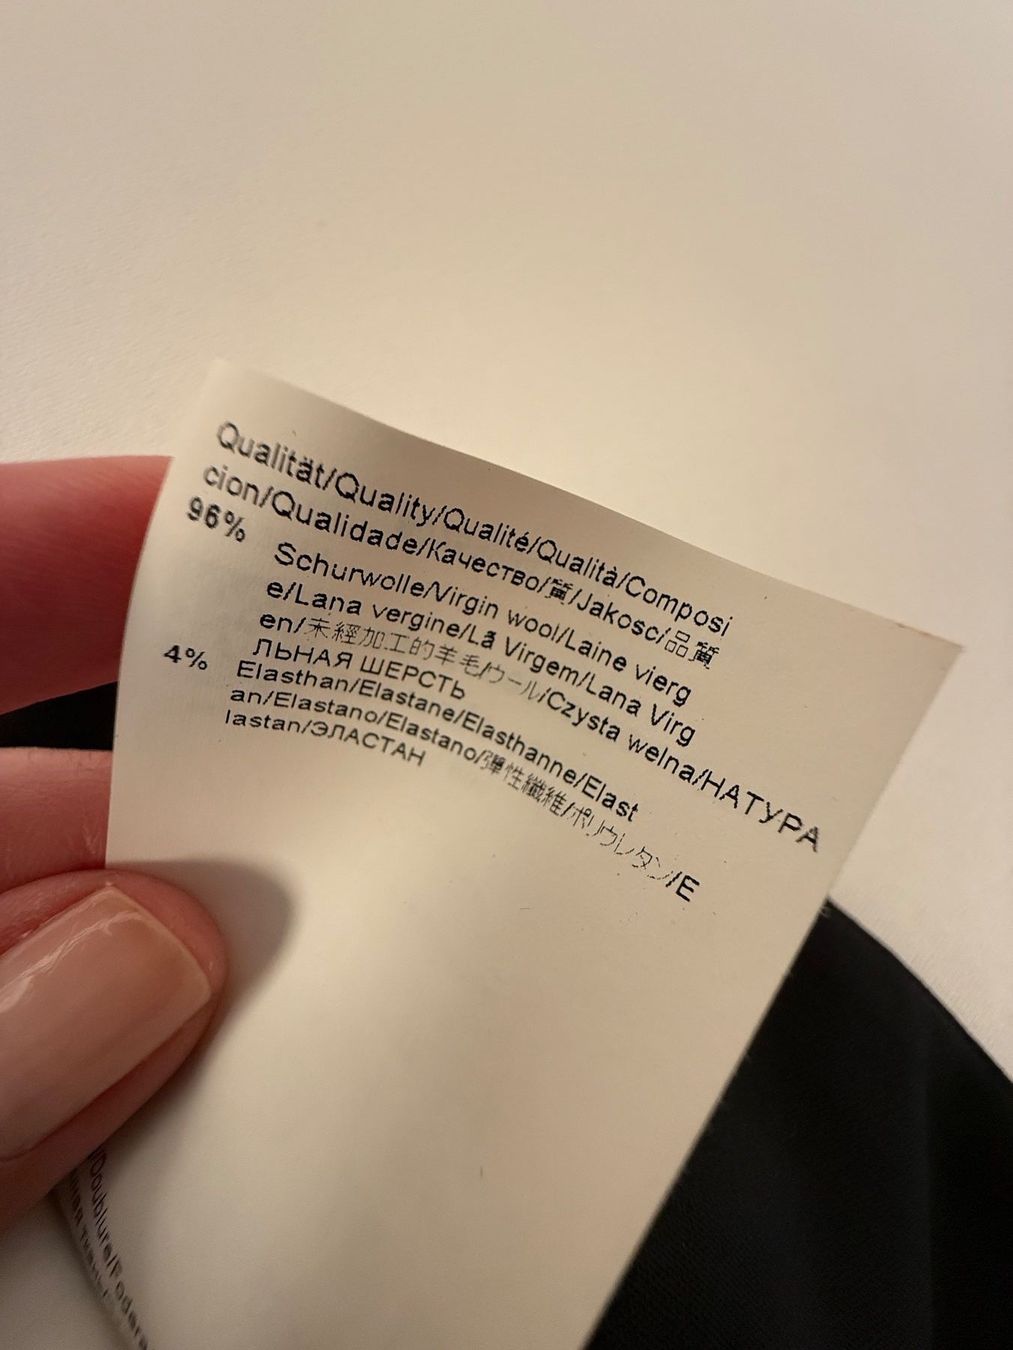 Qualität/Quality/Qualité/Qualità/Composi
cion/Qualidade/Качество/質/Jakosc/品質
96%
Schurwolle/Virgin wool/Laine vierg
e/Lana vergine/Lã Virgem/Lana Virg
en/未經加工的羊毛/ウール/Czysta welna/НАТУРА
ЛЬНАЯ ШЕРСТЬ
4%
Elasthan/Elastane/Elasthanne/Elast
an/Elastano/Elastano/彈性纖維/ポリウレタン/E
lastan/ЭЛАСТАН
/Doublure/Fodera